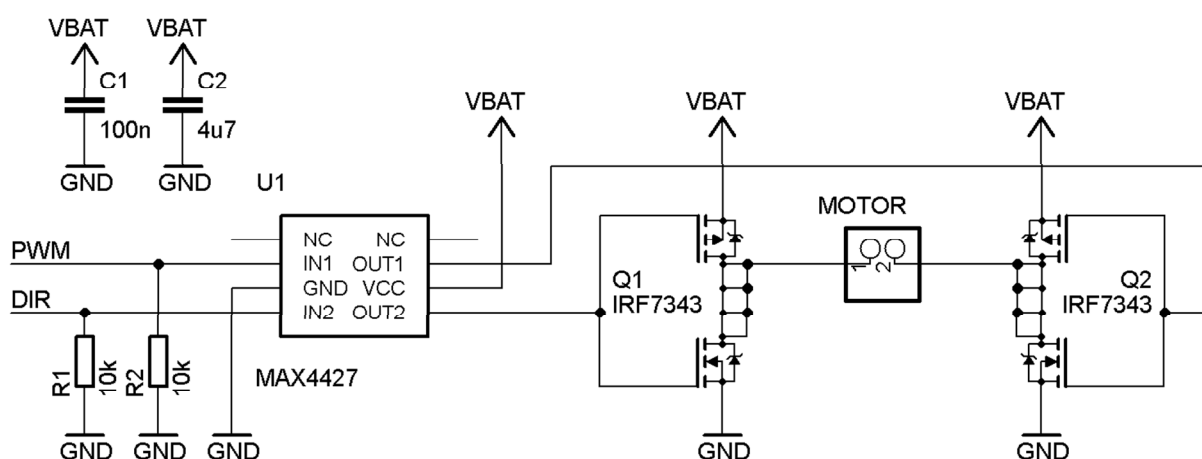 VBAT VBAT
C1 C2
100n 4u7
GND GND
VBAT VBAT VBAT
U1
NC NC
PWM IN1 OUT1
GND VCC
DIR IN2 OUT2
MAX4427
R1 10k R2 10k
GND GND GND
MOTOR
1 2
Q1
IRF7343
Q2
IRF7343
GND GND